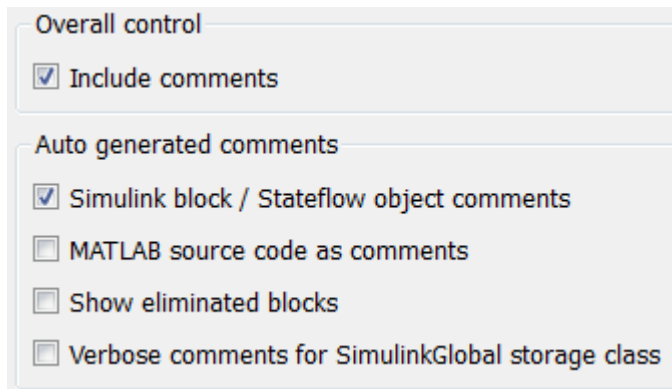 Overall control
Include comments
Auto generated comments
Simulink block / Stateflow object comments
MATLAB source code as comments
Show eliminated blocks
Verbose comments for SimulinkGlobal storage class